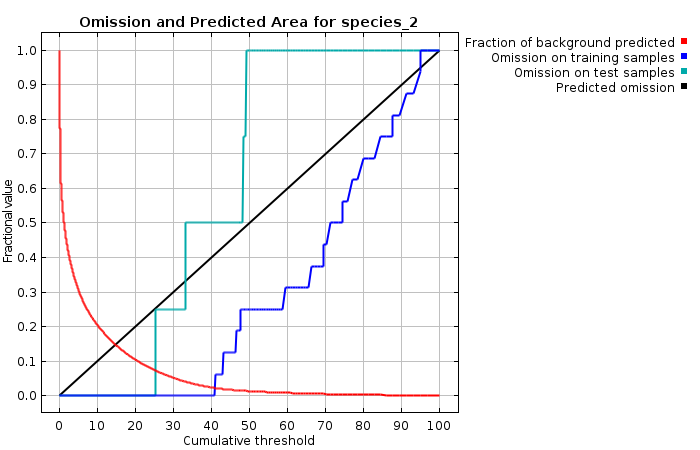 Omission and Predicted Area for species_2
Fraction of background predicted
Omission on training samples
Omission on test samples
Predicted omission
Fractional value
1.0
0.9
0.8
0.7
0.6
0.5
0.4
0.3
0.2
0.1
0.0
0 10 20 30 40 50 60 70 80 90 100
Cumulative threshold